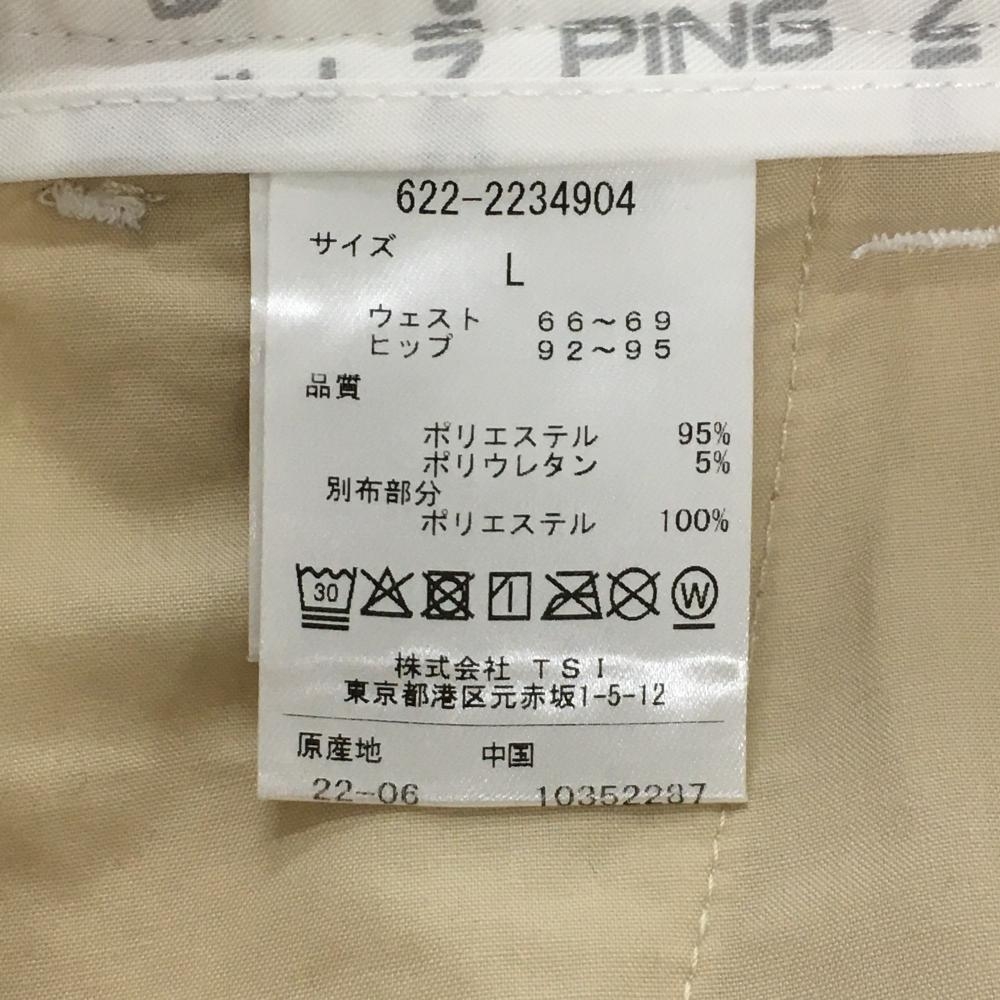 PING
622-2234904
サイズ
L
ウェスト 66～69
ヒップ 92～95
品質
ポリエステル 95%
ポリウレタン 5%
別布部分
ポリエステル 100%
30
W
株式会社 TSI
東京都港区元赤坂1-5-12
原産地 中国
22-06 10352287